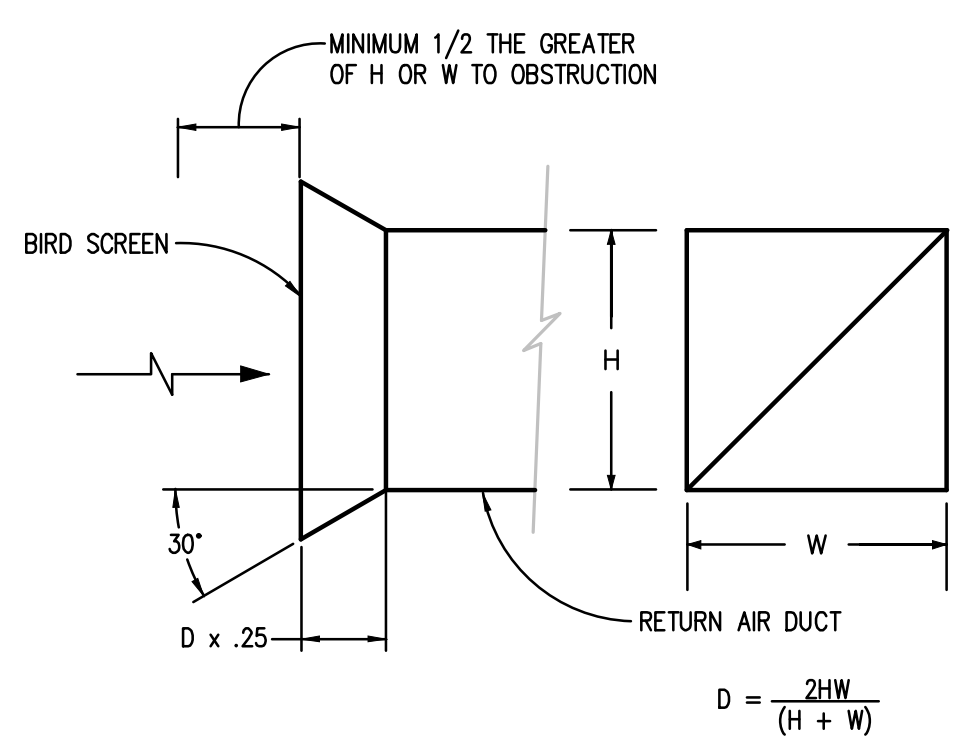 MINIMUM 1/2 THE GREATER
OF H OR W TO OBSTRUCTION
BIRD SCREEN
H
30°
W
RETURN AIR DUCT
D x .25
D = 2HW
(H + W)